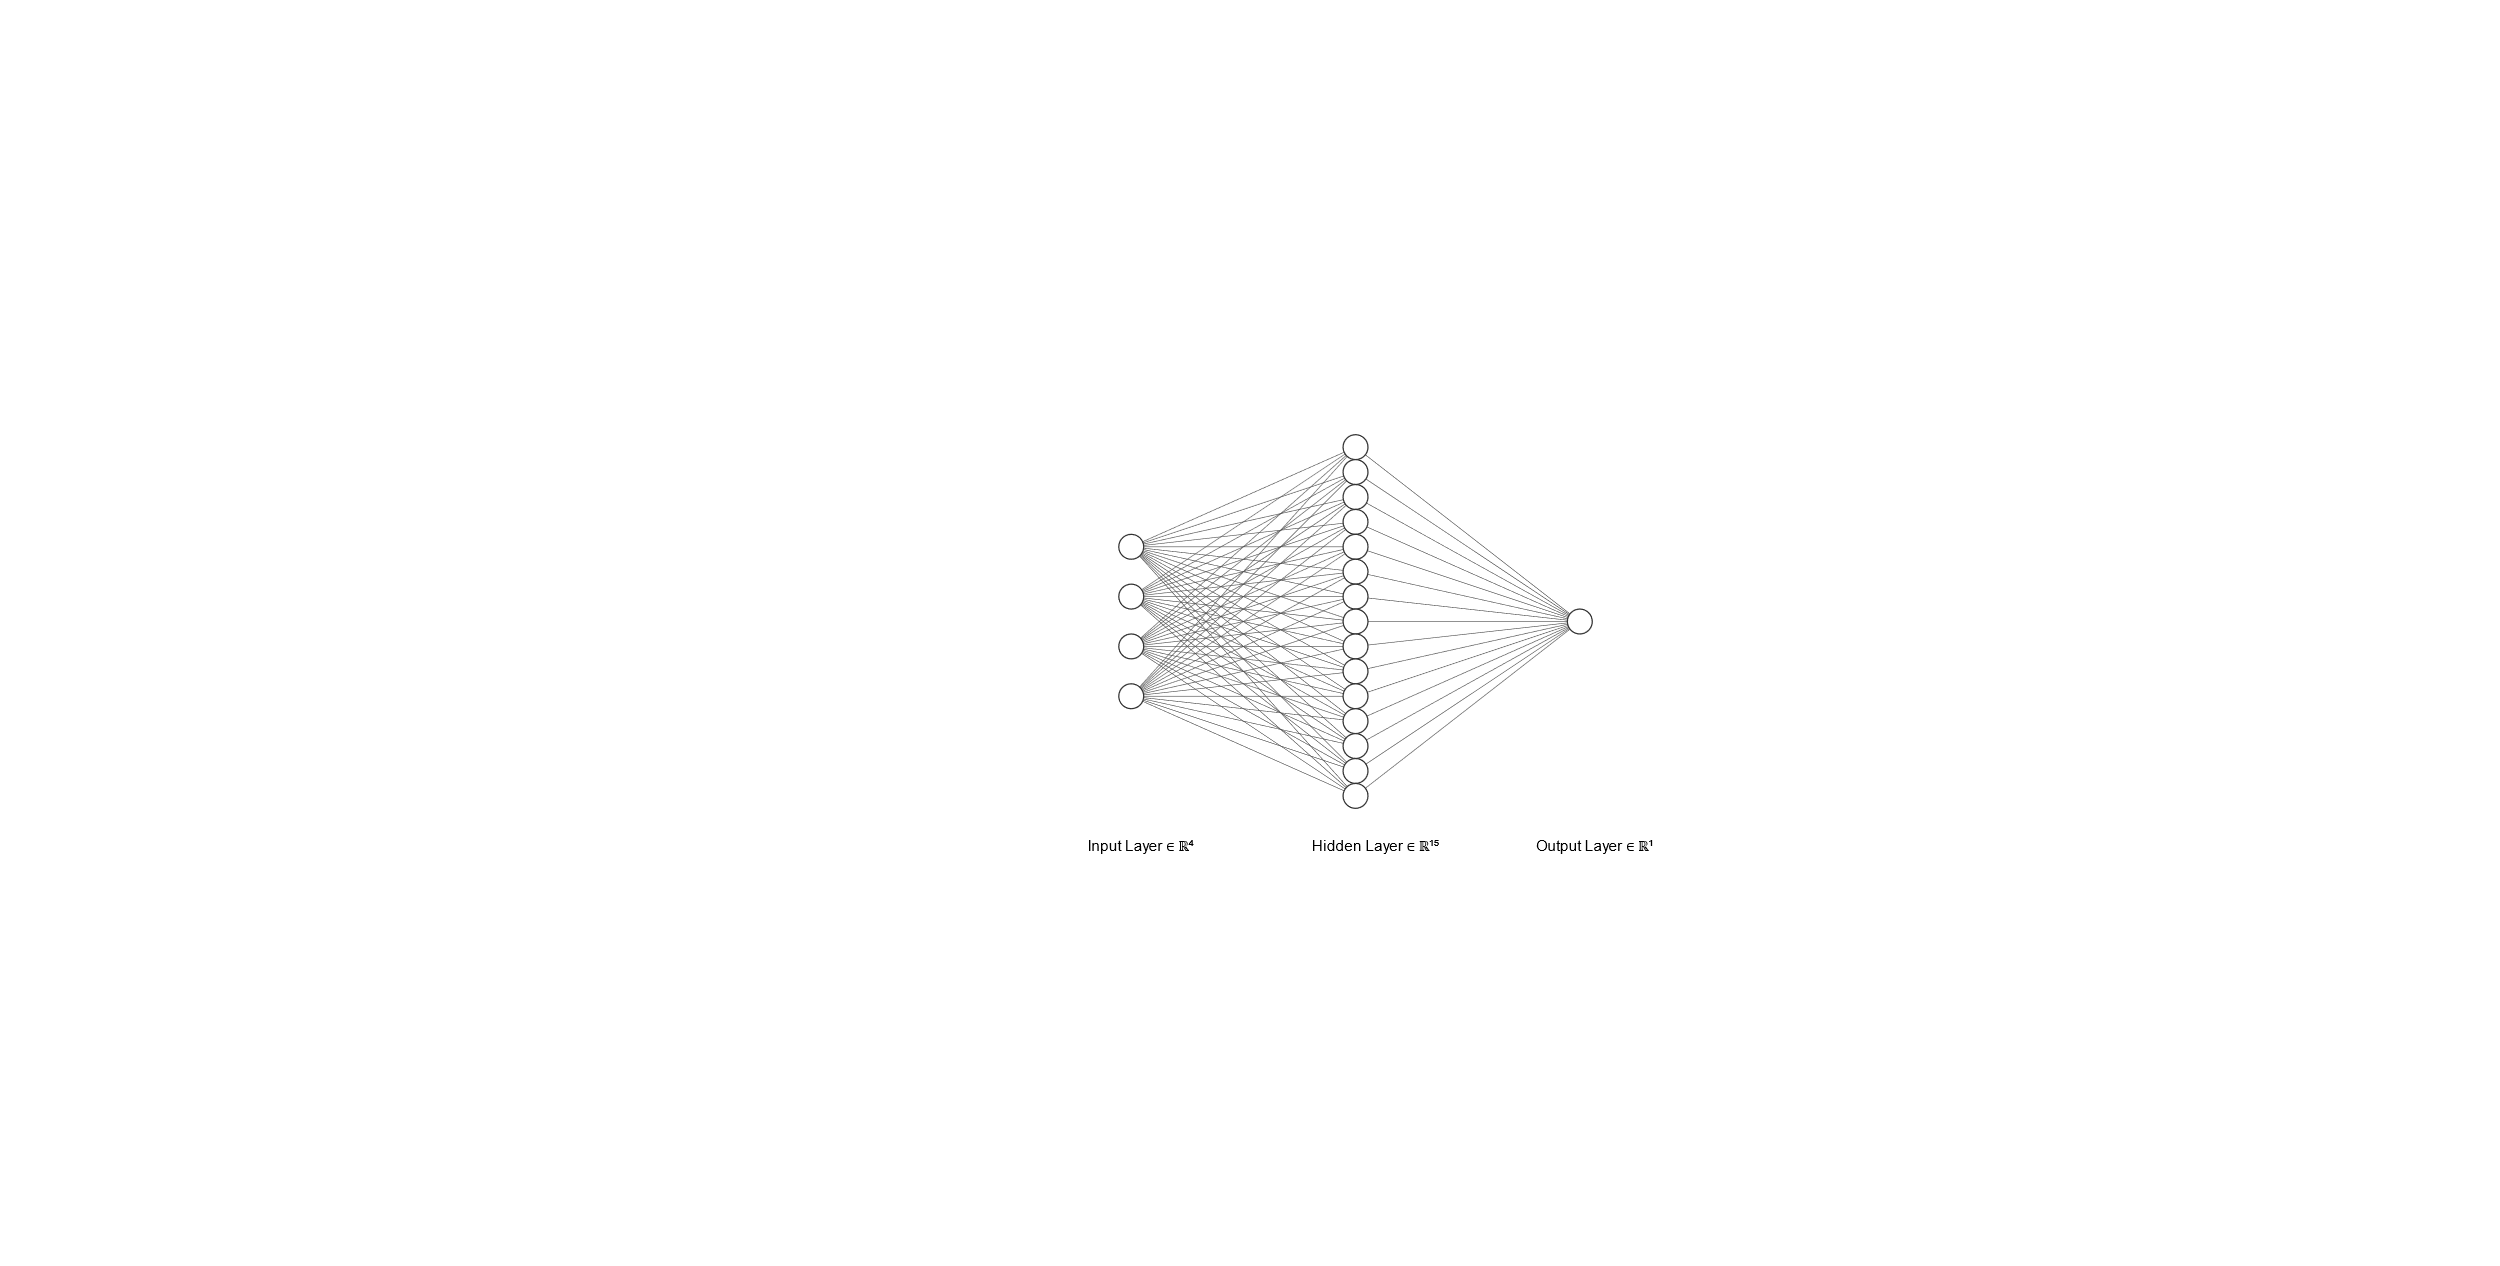 Input Layer ∈ ℝ⁴
Hidden Layer ∈ ℝ¹⁵
Output Layer ∈ ℝ¹